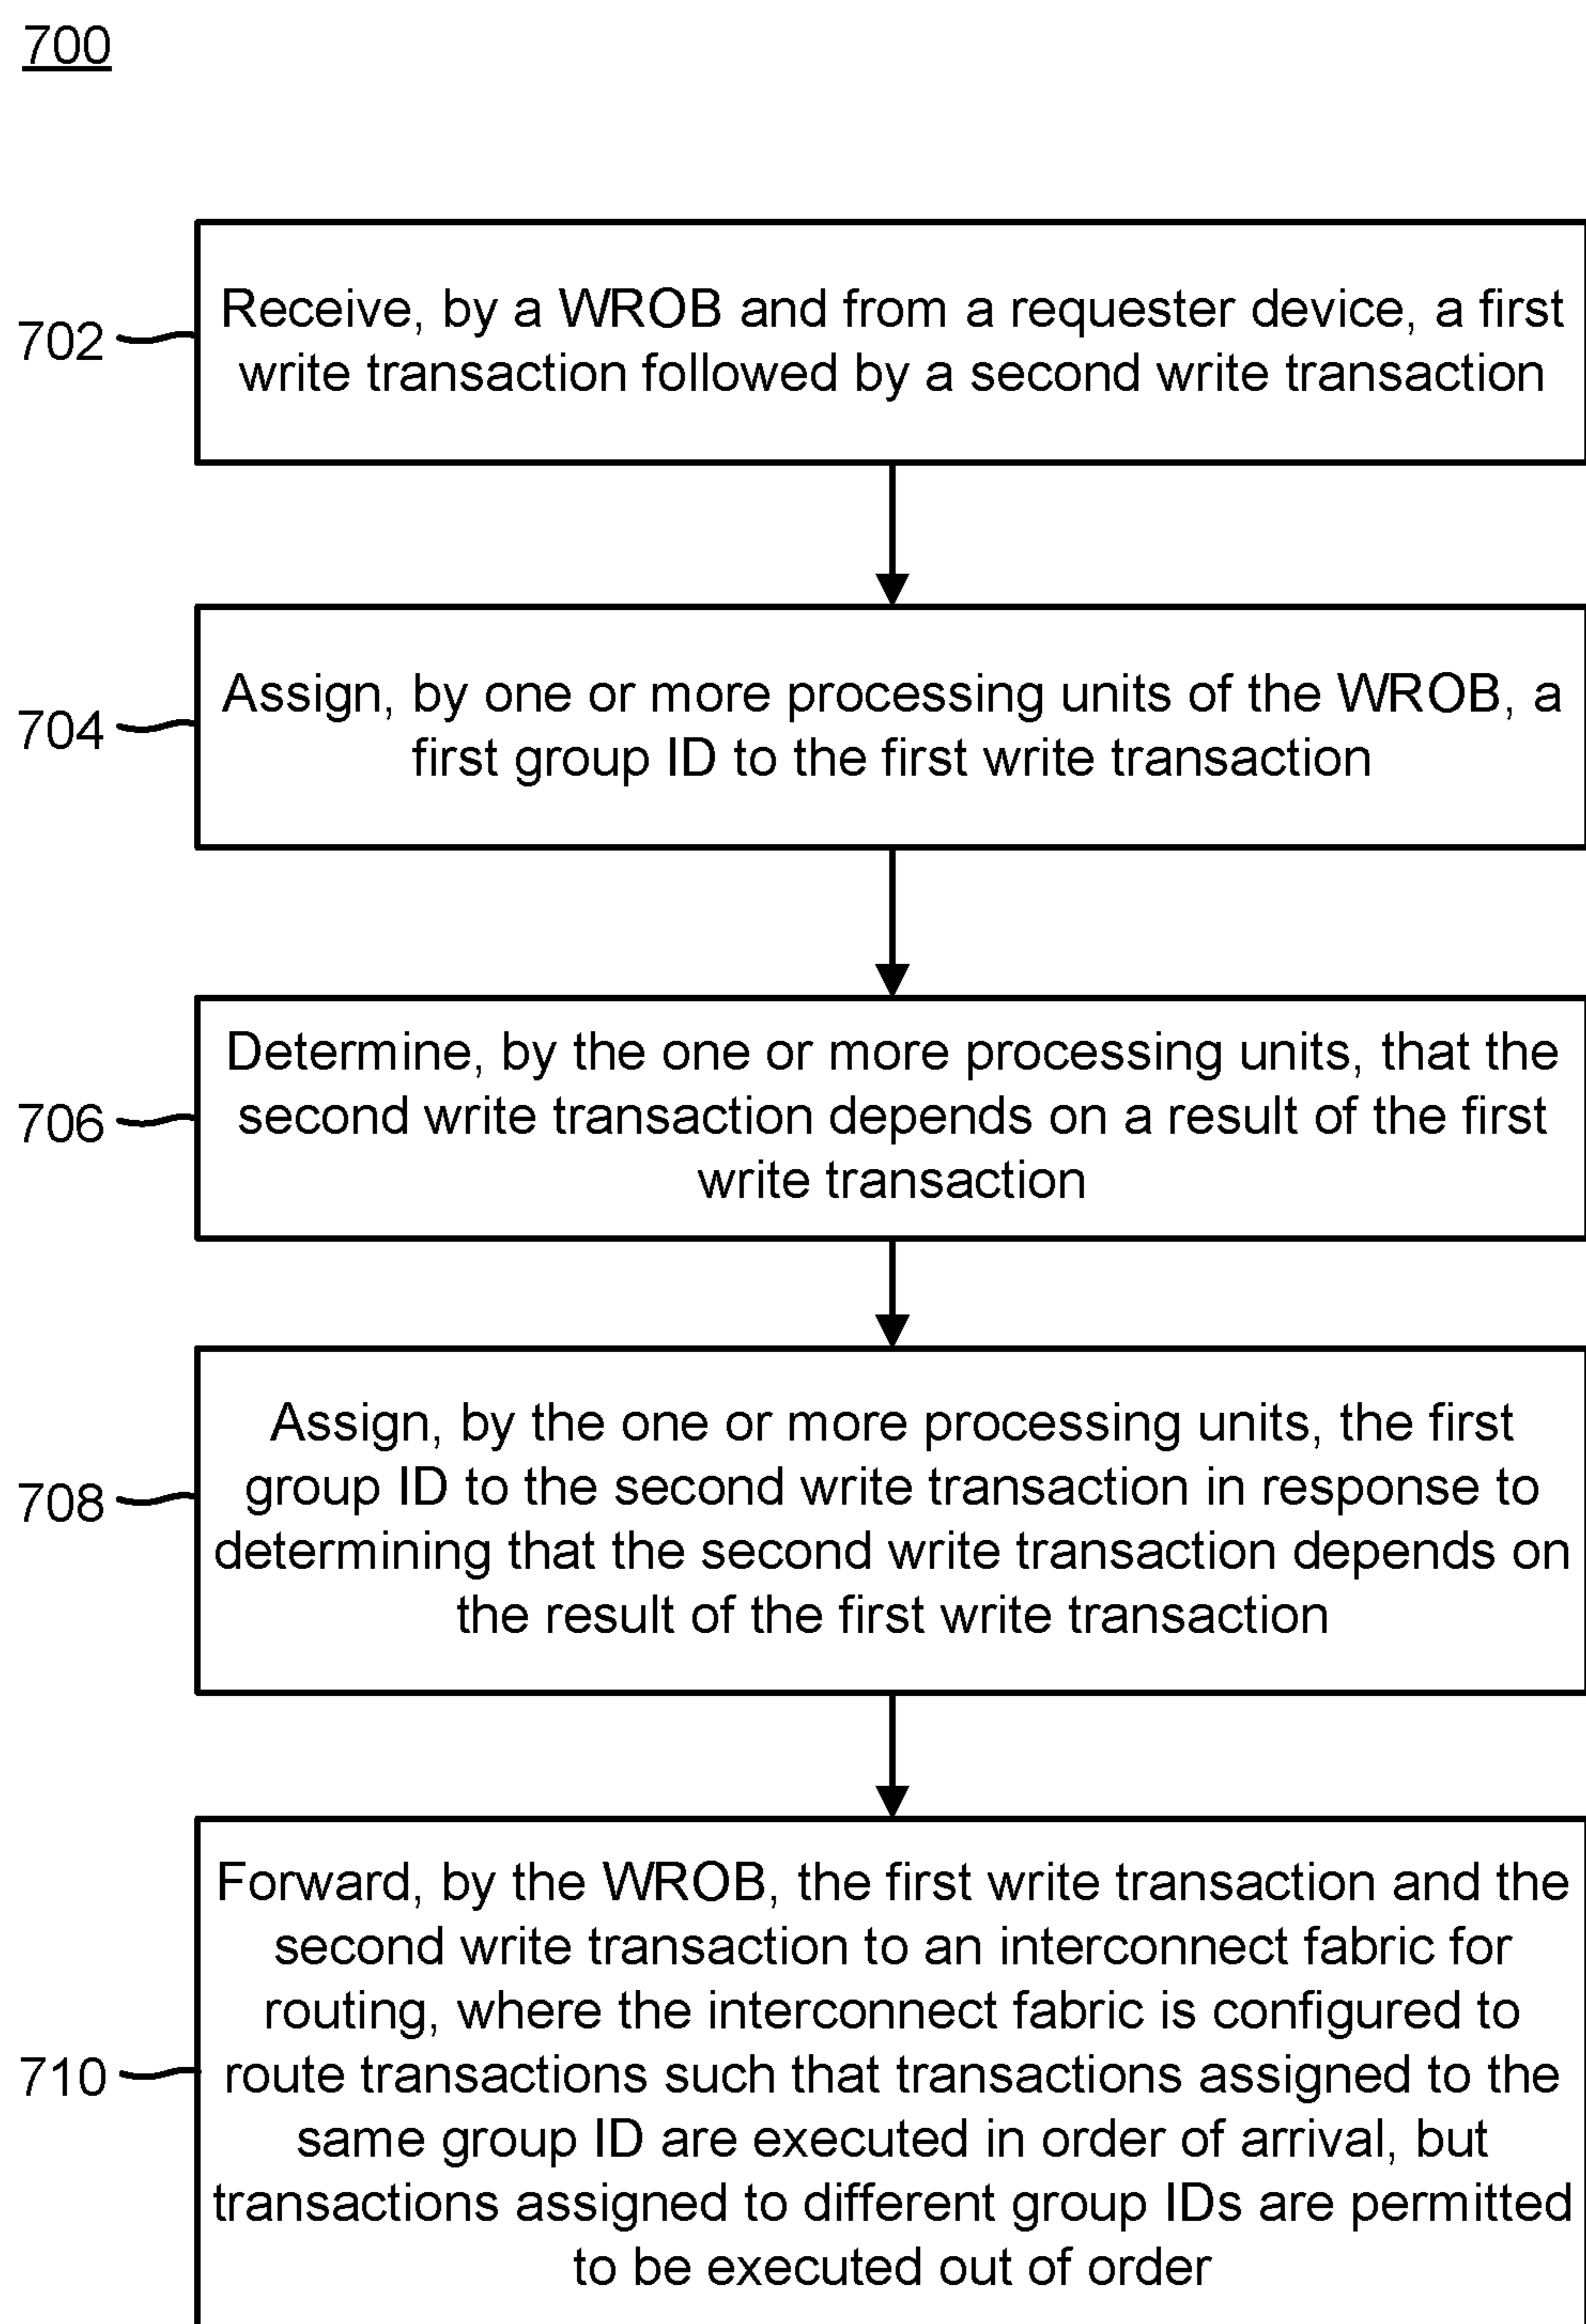 700
702
Receive, by a WROB and from a requester device, a first
write transaction followed by a second write transaction
704
Assign, by one or more processing units of the WROB, a
first group ID to the first write transaction
706
Determine, by the one or more processing units, that the
second write transaction depends on a result of the first
write transaction
708
Assign, by the one or more processing units, the first
group ID to the second write transaction in response to
determining that the second write transaction depends on
the result of the first write transaction
710
Forward, by the WROB, the first write transaction and the
second write transaction to an interconnect fabric for
routing, where the interconnect fabric is configured to
route transactions such that transactions assigned to the
same group ID are executed in order of arrival, but
transactions assigned to different group IDs are permitted
to be executed out of order